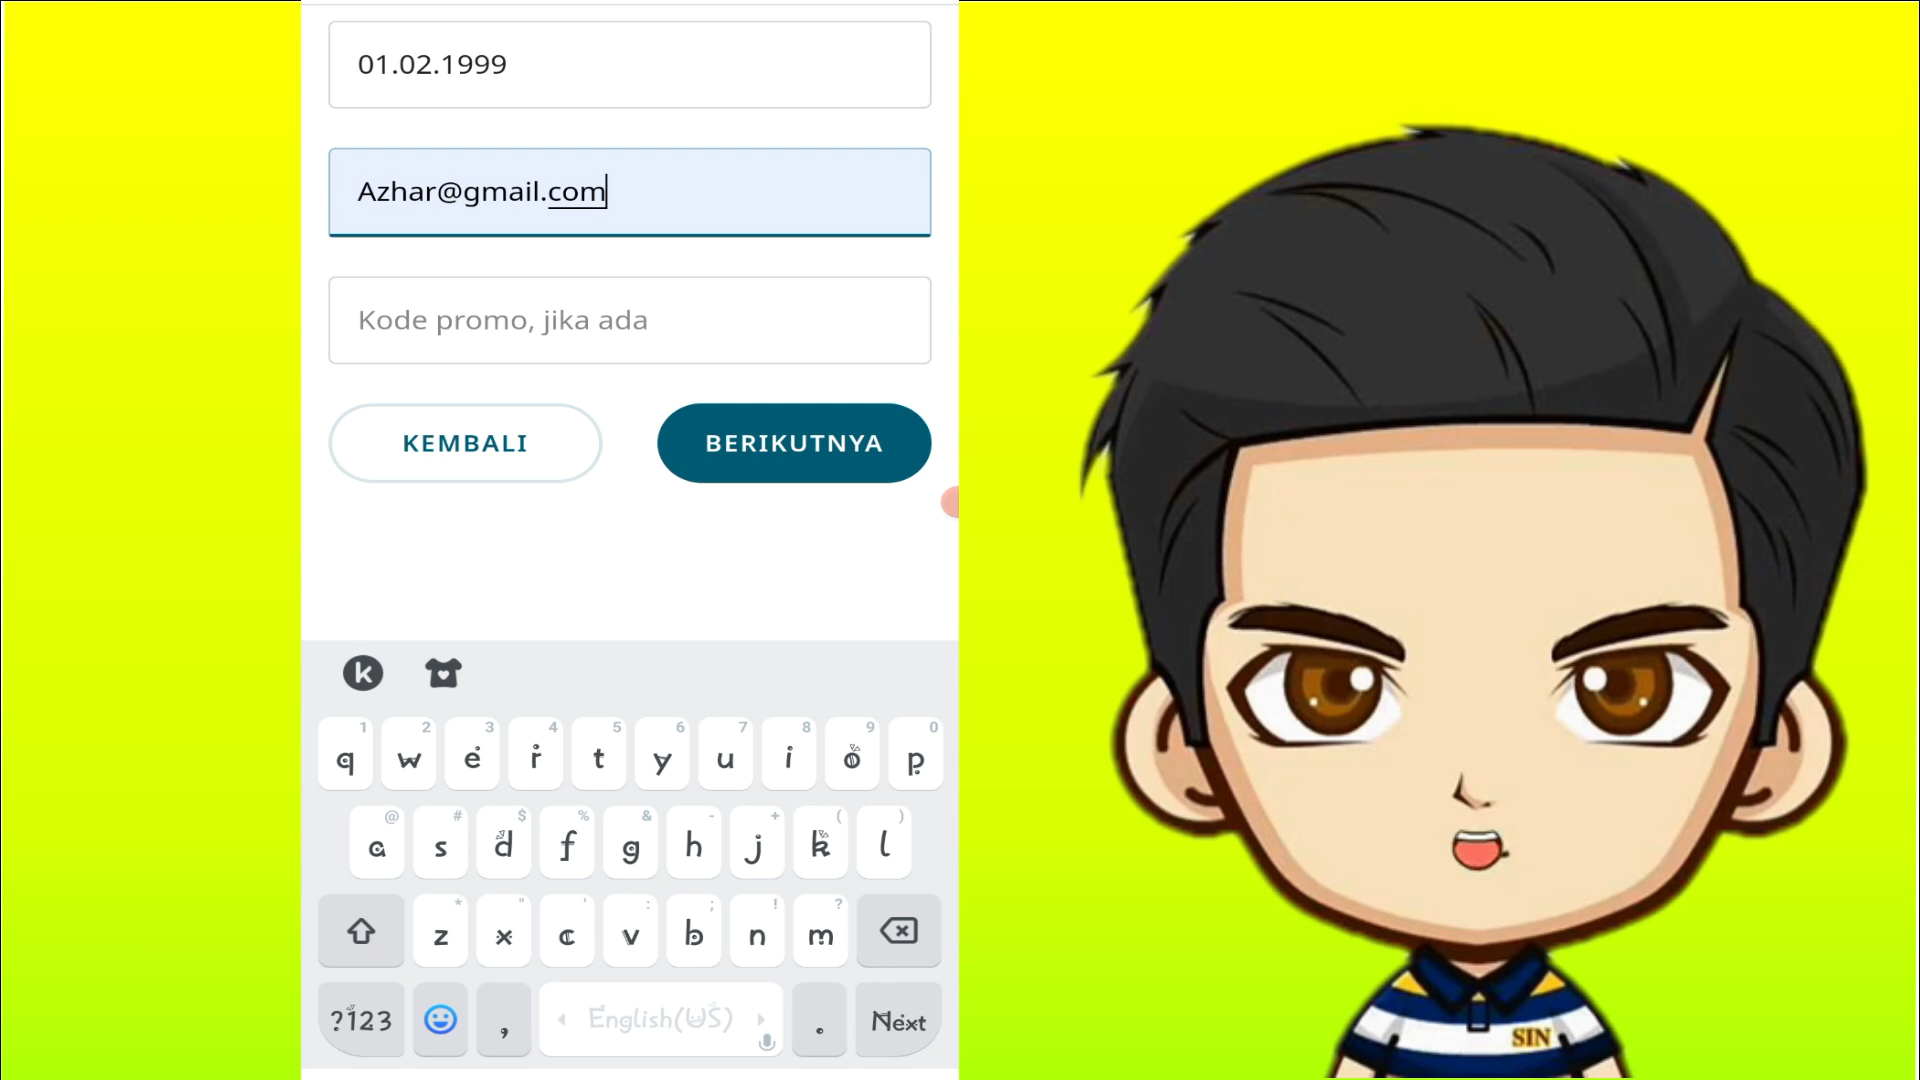 01.02.1999
Azhar@gmail.com
Kode promo, jika ada
KEMBALI
BERIKUTNYA
k
1 2 3 4 5 6 7 8 9 0
q w e r t y u i o p
@ # $ % & - + ( )
a s d f g h j k l
* " ' : ; ! ?
z x c v b n m
?123 , English(US) . Next
SIN